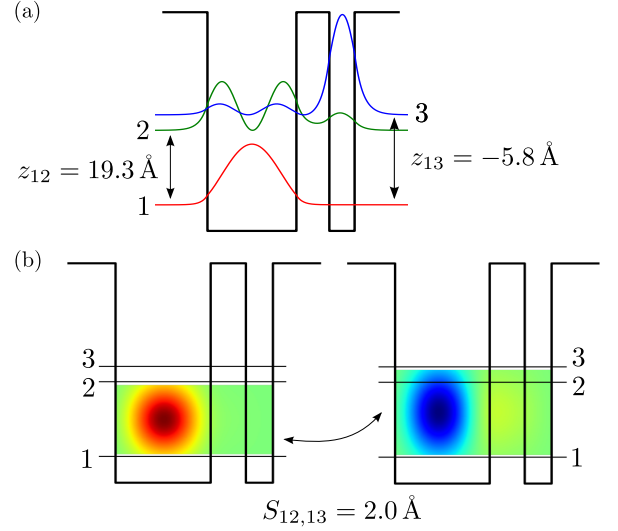 (a)
3
2
z₁₂ = 19.3 Å
z₁₃ = −5.8 Å
1
(b)
3
2
1
3
2
1
S₁₂,₁₃ = 2.0 Å